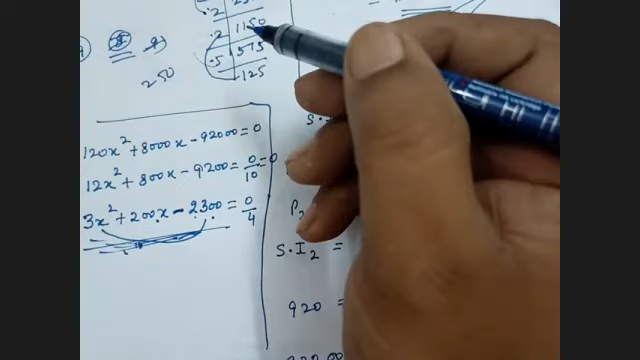 ·2
·2 1150
·5 575
125
250
120x² + 8000x - 92000 = 0
12x² + 800x - 9200 = 0/10 = 0
3x² + 200x - 2300 = 0/4
S.
P₂
S.I₂ =
920 =